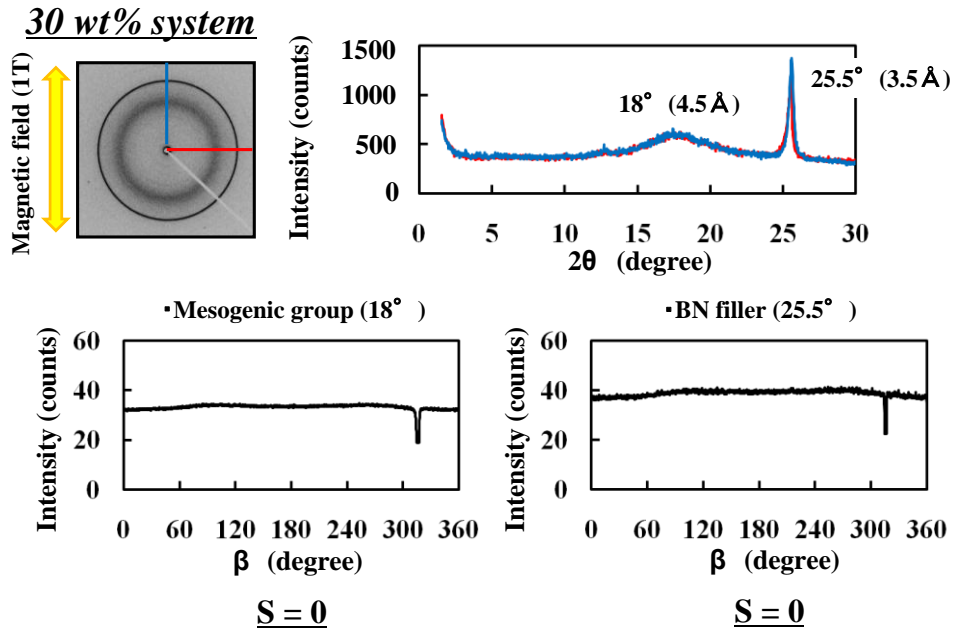 30 wt% system
Magnetic field (1T)
Intensity (counts)
1500
1000
500
0
18° (4.5Å)
25.5° (3.5Å)
0 5 10 15 20 25 30
2θ (degree)
▪Mesogenic group (18° )
Intensity (counts)
60
40
20
0
0 60 120 180 240 300 360
β (degree)
S = 0
▪BN filler (25.5° )
Intensity (counts)
60
40
20
0
0 60 120 180 240 300 360
β (degree)
S = 0